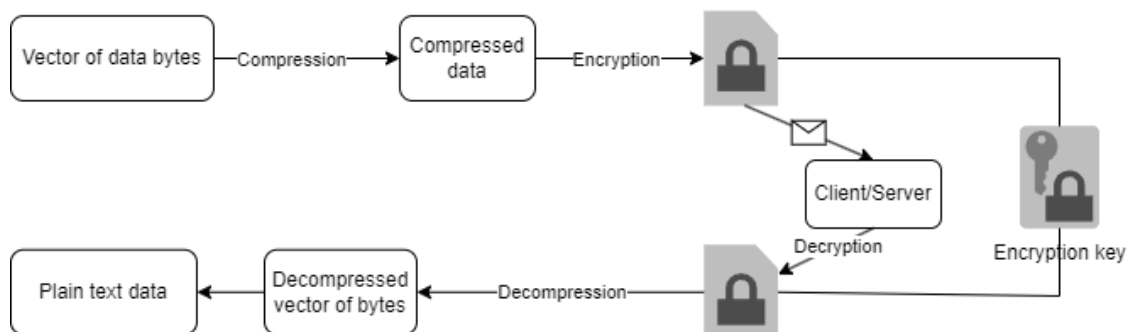 Vector of data bytes
Compression
Compressed
data
Encryption
Client/Server
Encryption key
Decryption
Plain text data
Decompressed
vector of bytes
Decompression